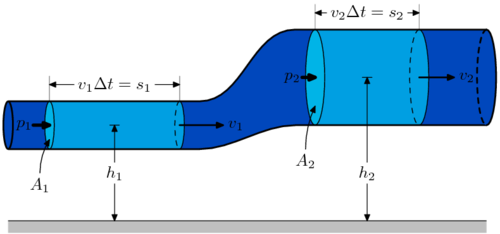 v₂Δt = s₂
v₁Δt = s₁
p₂
v₂
p₁
v₁
A₂
A₁
h₁
h₂